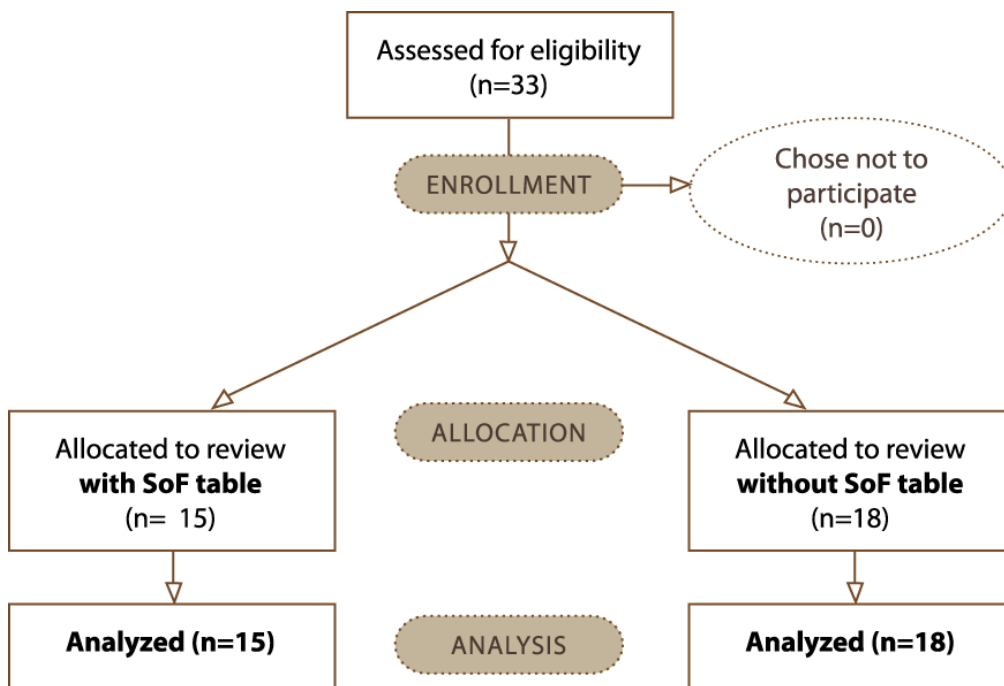 Assessed for eligibility
(n=33)
ENROLLMENT
Chose not to
participate
(n=0)
Allocated to review
with SoF table
(n= 15)
ALLOCATION
Allocated to review
without SoF table
(n=18)
Analyzed (n=15)
ANALYSIS
Analyzed (n=18)